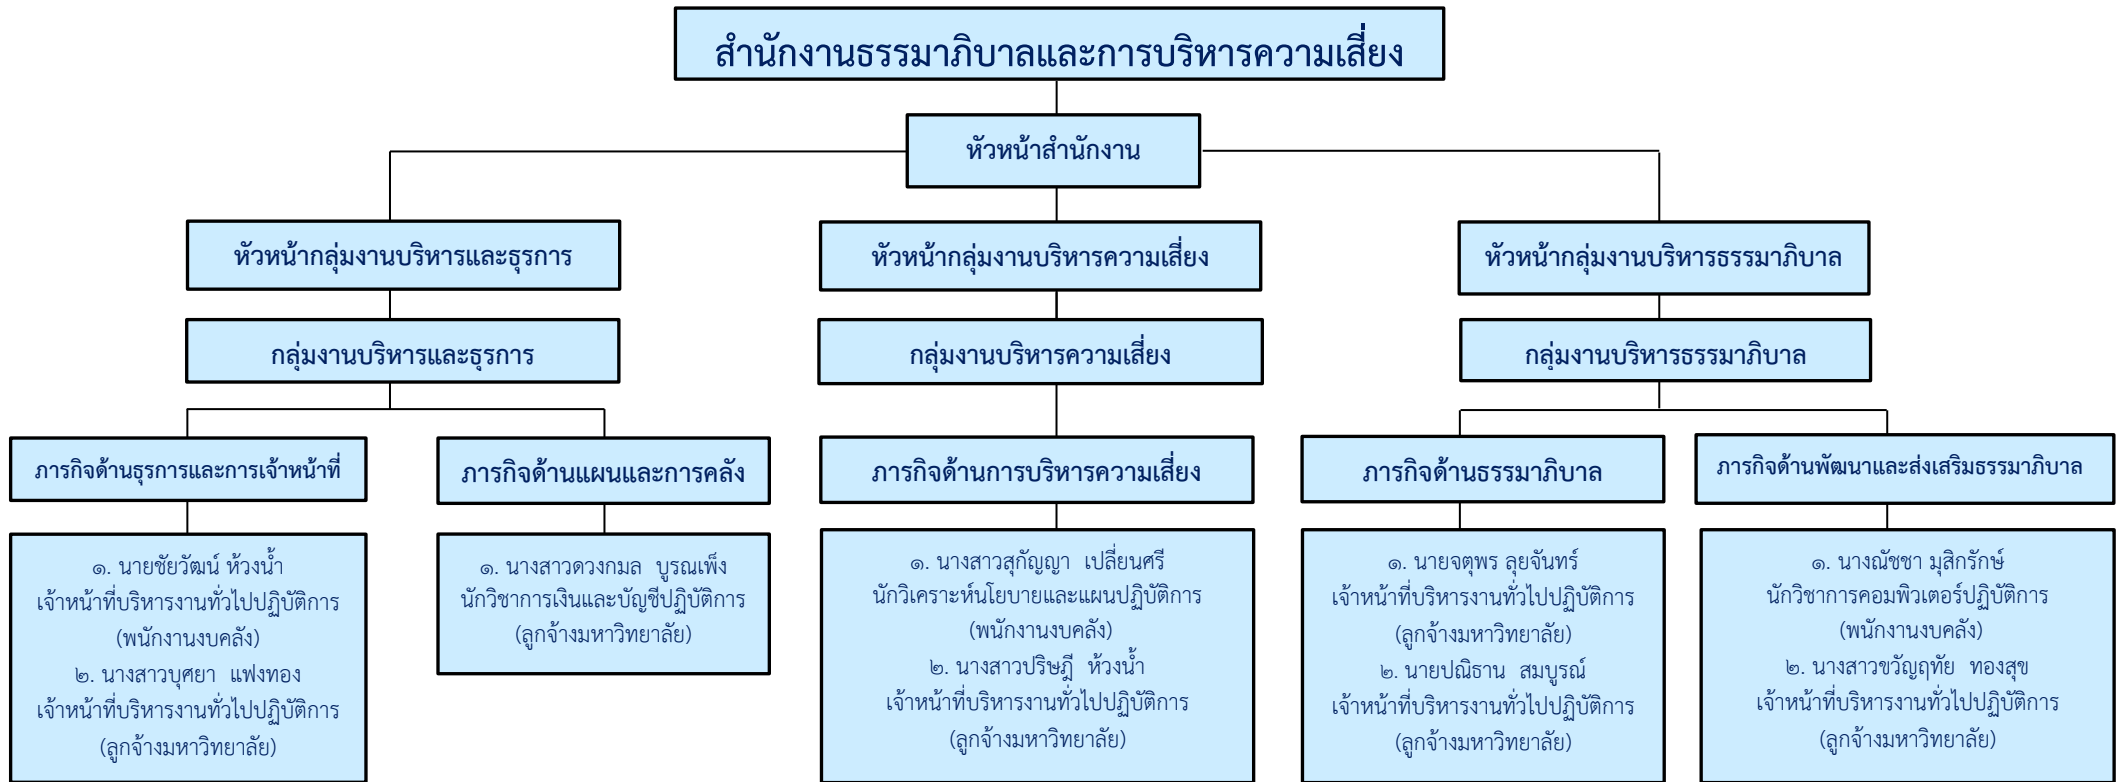 สำนักงานธรรมาภิบาลและการบริหารความเสี่ยง
หัวหน้าสำนักงาน
หัวหน้ากลุ่มงานบริหารและธุรการ
หัวหน้ากลุ่มงานบริหารความเสี่ยง
หัวหน้ากลุ่มงานบริหารธรรมาภิบาล
กลุ่มงานบริหารและธุรการ
กลุ่มงานบริหารความเสี่ยง
กลุ่มงานบริหารธรรมาภิบาล
ภารกิจด้านธุรการและการเจ้าหน้าที่
ภารกิจด้านแผนและการคลัง
ภารกิจด้านการบริหารความเสี่ยง
ภารกิจด้านธรรมาภิบาล
ภารกิจด้านพัฒนาและส่งเสริมธรรมาภิบาล
๑. นายชัยวัฒน์ ห้วงน้ำ
เจ้าหน้าที่บริหารงานทั่วไปปฏิบัติการ
(พนักงานงบคลัง)
๒. นางสาวบุศยา แฟงทอง
เจ้าหน้าที่บริหารงานทั่วไปปฏิบัติการ
(ลูกจ้างมหาวิทยาลัย)
๑. นางสาวดวงกมล บูรณเพ็ง
นักวิชาการเงินและบัญชีปฏิบัติการ
(ลูกจ้างมหาวิทยาลัย)
๑. นางสาวสุกัญญา เปลี่ยนศรี
นักวิเคราะห์นโยบายและแผนปฏิบัติการ
(พนักงานงบคลัง)
๒. นางสาวปริษฎี ห้วงน้ำ
เจ้าหน้าที่บริหารงานทั่วไปปฏิบัติการ
(ลูกจ้างมหาวิทยาลัย)
๑. นายจตุพร ลุยจันทร์
เจ้าหน้าที่บริหารงานทั่วไปปฏิบัติการ
(ลูกจ้างมหาวิทยาลัย)
๒. นายปณิธาน สมบูรณ์
เจ้าหน้าที่บริหารงานทั่วไปปฏิบัติการ
(ลูกจ้างมหาวิทยาลัย)
๑. นางณัชชา มุสิกรักษ์
นักวิชาการคอมพิวเตอร์ปฏิบัติการ
(พนักงานงบคลัง)
๒. นางสาวขวัญฤทัย ทองสุข
เจ้าหน้าที่บริหารงานทั่วไปปฏิบัติการ
(ลูกจ้างมหาวิทยาลัย)